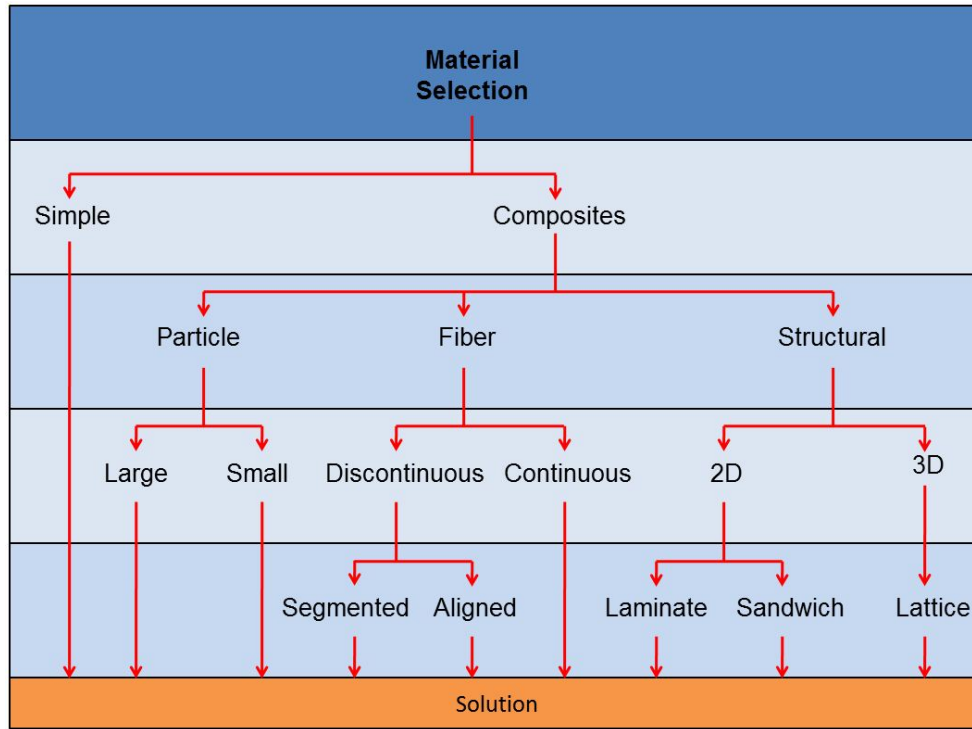 Material
Selection
Simple
Composites
Particle
Fiber
Structural
Large
Small
Discontinuous
Continuous
2D
3D
Segmented
Aligned
Laminate
Sandwich
Lattice
Solution